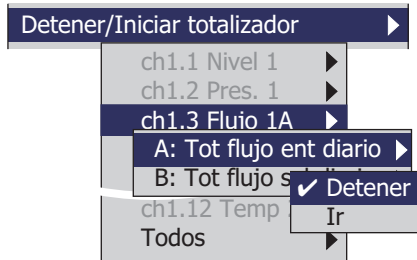 Detener/Iniciar totalizador
ch1.1 Nivel 1
ch1.2 Pres. 1
ch1.3 Flujo 1A
A: Tot flujo ent diario
B: Tot flujo
✔ Detener
ch1.12 Temp
Ir
Todos